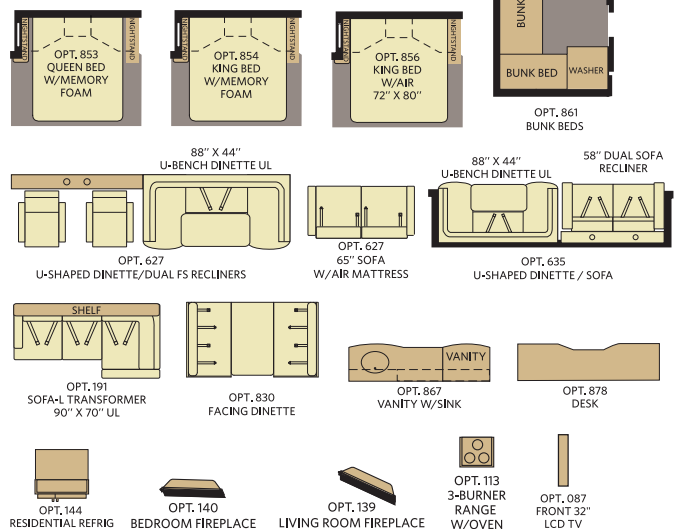 NIGHTSTAND
OPT. 853
QUEEN BED
W/MEMORY
FOAM
NIGHTSTAND
NIGHTSTAND
OPT. 854
KING BED
W/MEMORY
FOAM
NIGHTSTAND
NIGHTSTAND
OPT. 856
KING BED
W/AIR
72" X 80"
NIGHTSTAND
BUNK
BUNK BED
WASHER
OPT. 861
BUNK BEDS
88" X 44"
U-BENCH DINETTE UL
OPT. 627
U-SHAPED DINETTE/DUAL FS RECLINERS
OPT. 627
65" SOFA
W/AIR MATTRESS
88" X 44"
U-BENCH DINETTE UL
58" DUAL SOFA
RECLINER
OPT. 635
U-SHAPED DINETTE / SOFA
SHELF
OPT. 191
SOFA-L TRANSFORMER
90" X 70" UL
OPT. 830
FACING DINETTE
VANITY
OPT. 867
VANITY W/SINK
OPT. 878
DESK
OPT. 144
RESIDENTIAL REFRIG
OPT. 140
BEDROOM FIREPLACE
OPT. 139
LIVING ROOM FIREPLACE
OPT. 113
3-BURNER
RANGE
W/OVEN
OPT. 087
FRONT 32"
LCD TV